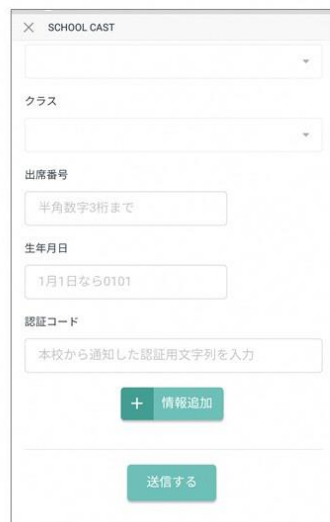 × SCHOOL CAST
クラス
出席番号
半角数字3桁まで
生年月日
1月1日なら0101
認証コード
本校から通知した認証用文字列を入力
+ 情報追加
送信する